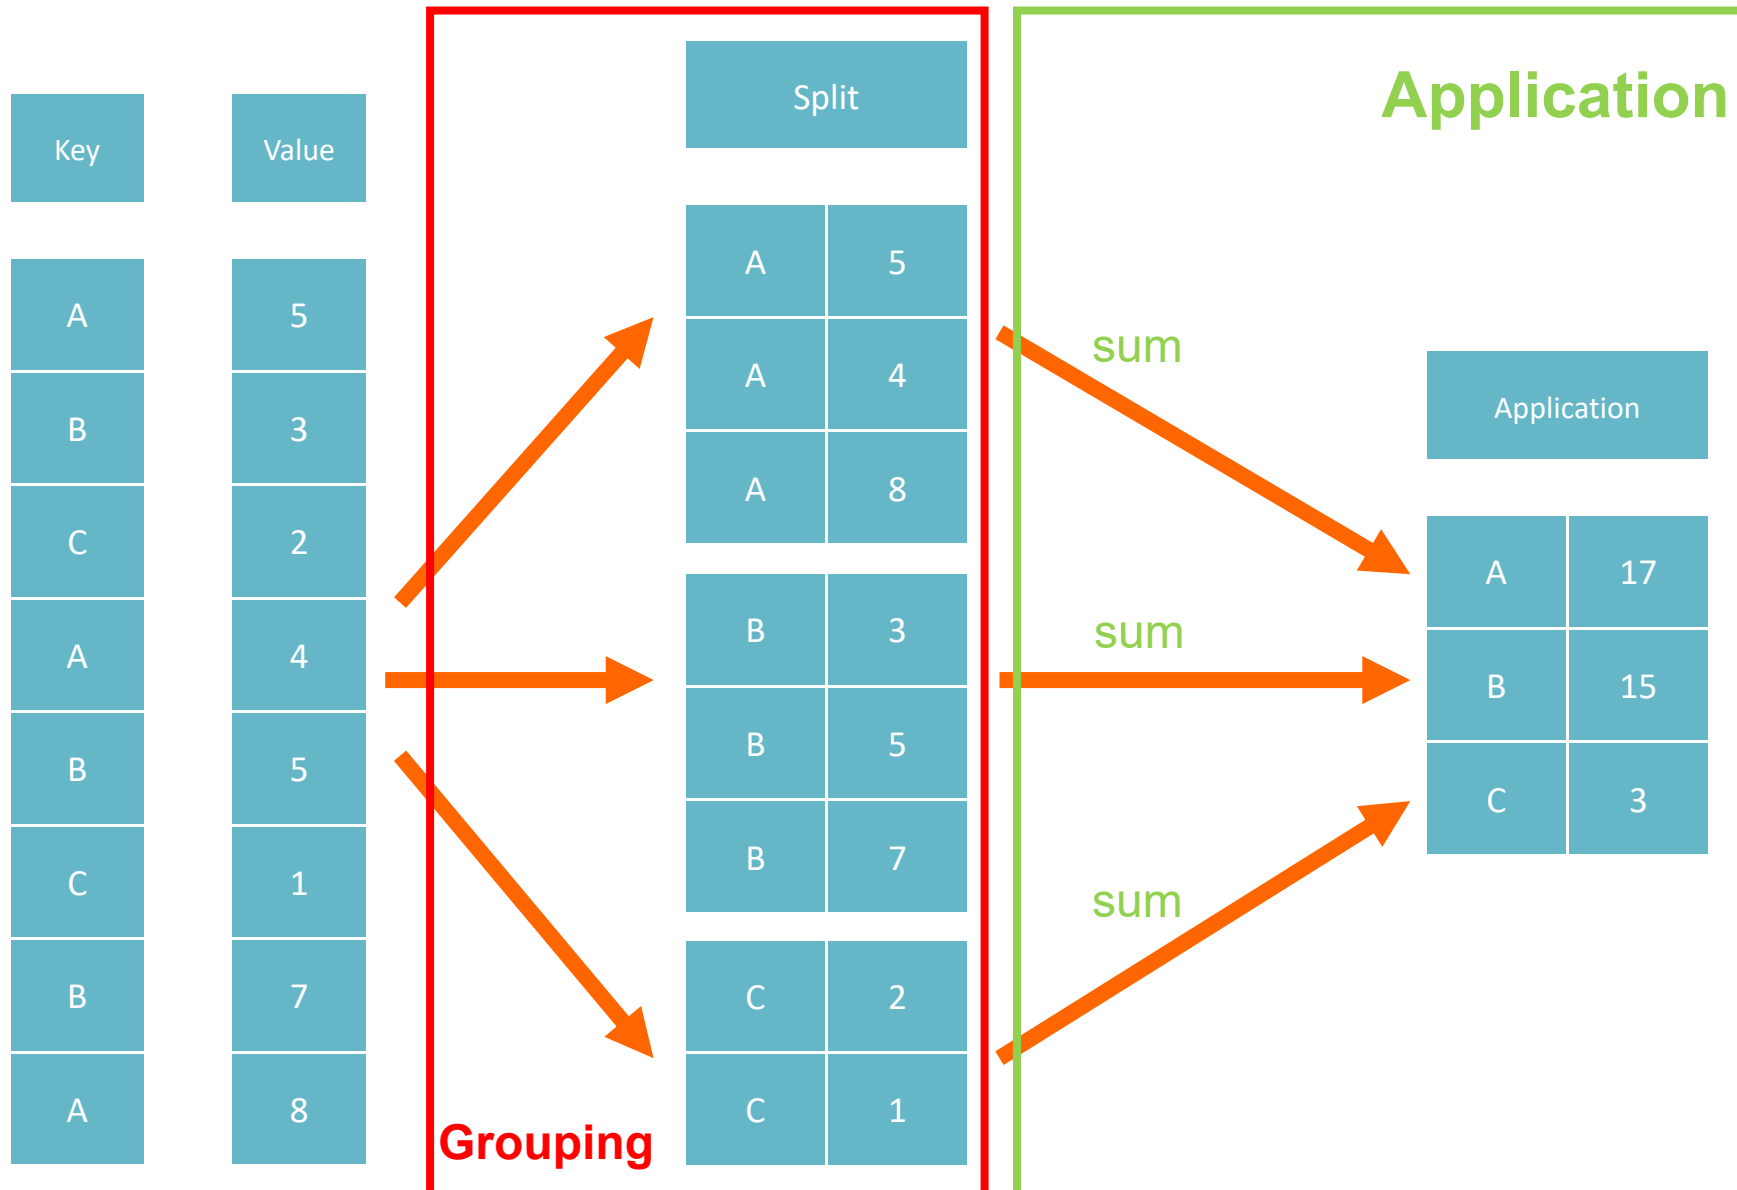 Key
Value
A 5
B 3
C 2
A 4
B 5
C 1
B 7
A 8
Split
A 5
A 4
A 8
B 3
B 5
B 7
C 2
C 1
Grouping
Application
sum
sum
sum
Application
A 17
B 15
C 3